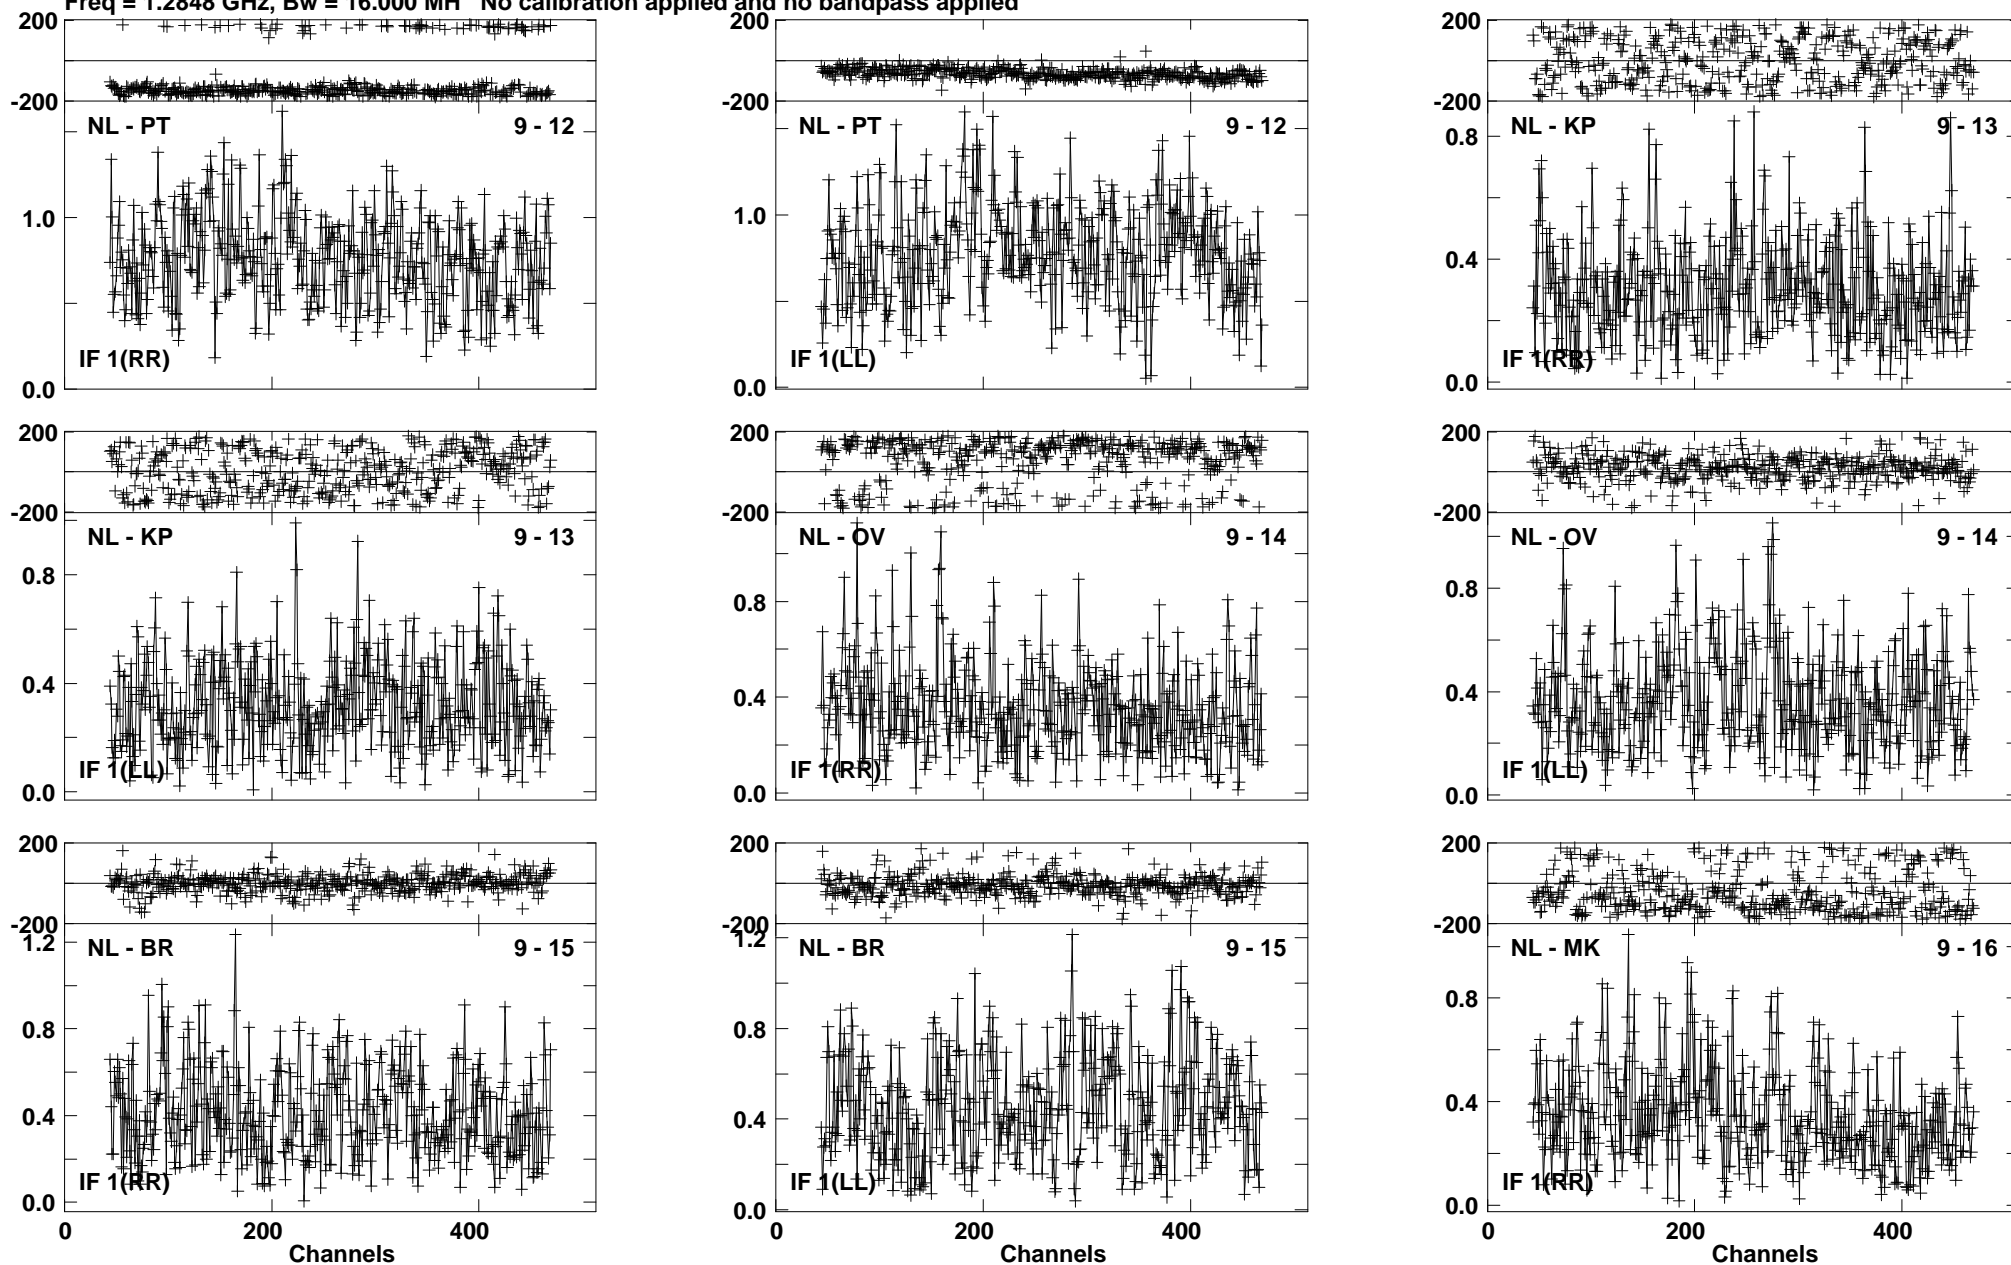 Freq = 1.2848 GHz, Bw = 16.000 MH No calibration applied and no bandpass applied
200
-200
NL - PT 9 - 12
1.0
IF 1(RR)
0.0
200
-200
NL - PT 9 - 12
1.0
IF 1(LL)
0.0
200
-200
NL - KP 9 - 13
0.8
0.4
IF 1(RR)
0.0
200
-200
NL - KP 9 - 13
0.8
0.4
IF 1(LL)
0.0
200
-200
NL - OV 9 - 14
0.8
0.4
IF 1(RR)
0.0
200
-200
NL - OV 9 - 14
0.8
0.4
IF 1(LL)
0.0
200
-200
1.2
NL - BR 9 - 15
0.8
0.4
IF 1(RR)
0.0
0 200 400
Channels
200
-200
1.2
NL - BR 9 - 15
0.8
0.4
IF 1(LL)
0.0
0 200 400
Channels
200
-200
NL - MK 9 - 16
0.8
0.4
IF 1(RR)
0.0
0 200 400
Channels